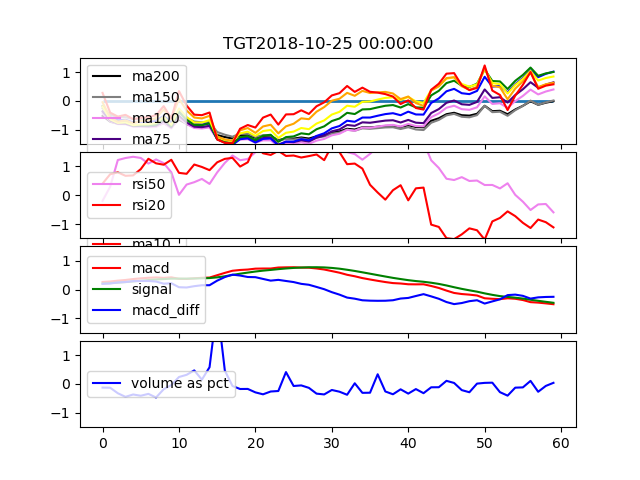 TGT2018-10-25 00:00:00
1
0
−1
ma200
ma150
ma100
ma75
1
0
−1
rsi50
rsi20
ma10
1
0
−1
macd
signal
macd_diff
1
0
−1
volume as pct
0 10 20 30 40 50 60